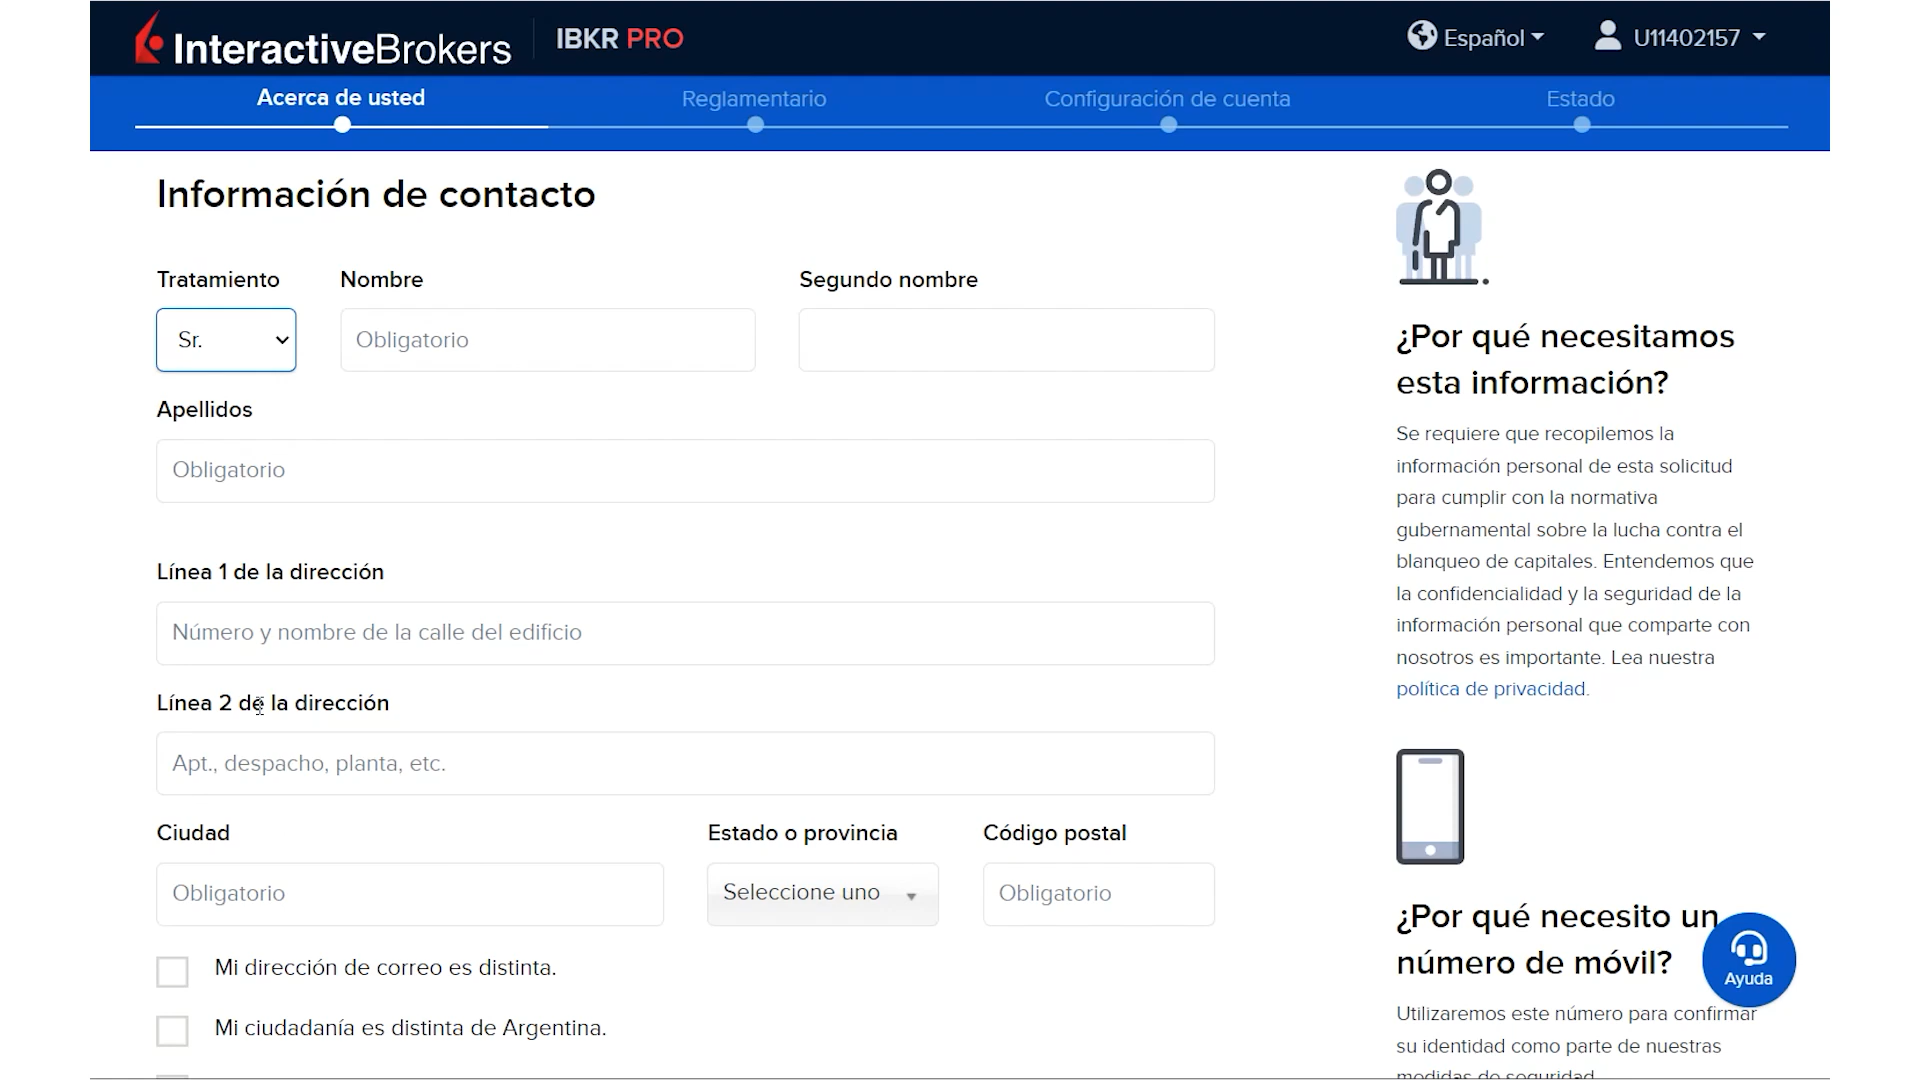 InteractiveBrokers IBKR PRO Español U11402157
Acerca de usted Reglamentario Configuración de cuenta Estado
Información de contacto
Tratamiento Nombre Segundo nombre
Sr. Obligatorio
Apellidos
Obligatorio
Línea 1 de la dirección
Número y nombre de la calle del edificio
Línea 2 de la dirección
Apt., despacho, planta, etc.
Ciudad Estado o provincia Código postal
Obligatorio Seleccione uno Obligatorio
Mi dirección de correo es distinta.
Mi ciudadanía es distinta de Argentina.
¿Por qué necesitamos
esta información?
Se requiere que recopilemos la
información personal de esta solicitud
para cumplir con la normativa
gubernamental sobre la lucha contra el
blanqueo de capitales. Entendemos que
la confidencialidad y la seguridad de la
información personal que comparte con
nosotros es importante. Lea nuestra
política de privacidad.
¿Por qué necesito un
número de móvil?
Utilizaremos este número para confirmar
su identidad como parte de nuestras
medidas de seguridad
Ayuda